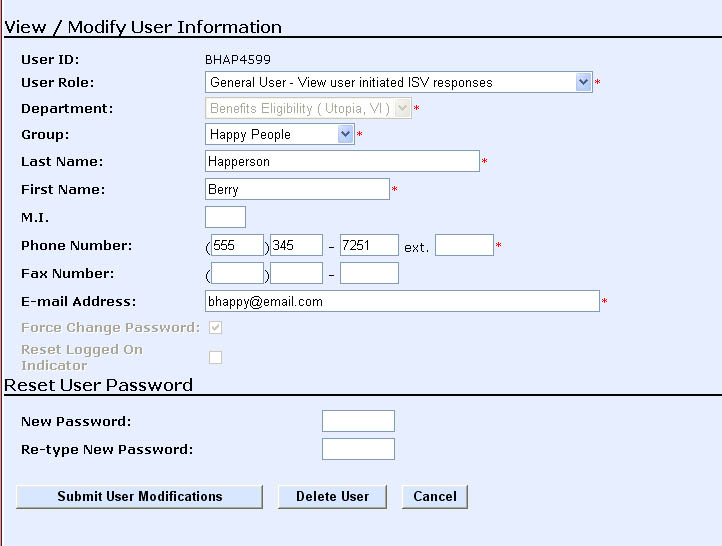 View / Modify User Information
User ID: BHAP4599
User Role: General User - View user initiated ISV responses *
Department: Benefits Eligibility ( Utopia, VI ) *
Group: Happy People *
Last Name: Happerson *
First Name: Berry *
M.I.
Phone Number: (555)345 - 7251 ext. *
Fax Number: ( ) -
E-mail Address: bhappy@email.com *
Force Change Password:
Reset Logged On
Indicator
Reset User Password
New Password:
Re-type New Password:
Submit User Modifications Delete User Cancel